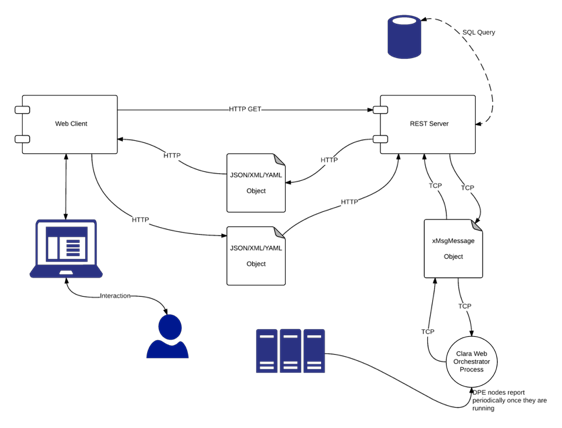 SQL Query
HTTP GET
Web Client
REST Server
HTTP
HTTP
JSON/XML/YAML
Object
TCP
TCP
HTTP
HTTP
JSON/XML/YAML
Object
xMsgMessage
Object
Interaction
TCP
TCP
Clara Web
Orchestrator
Process
DPE nodes report
periodically once they are
running